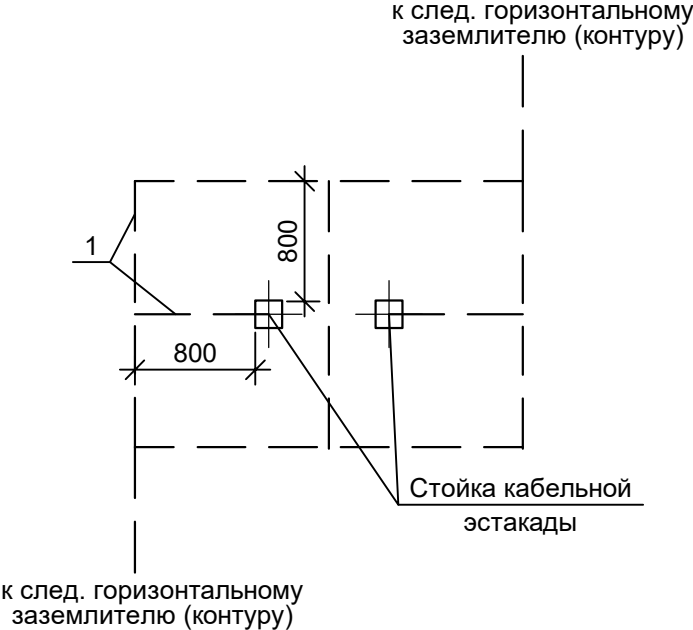 к след. горизонтальному
заземлителю (контуру)
1
800
800
Стойка кабельной
эстакады
к след. горизонтальному
заземлителю (контуру)